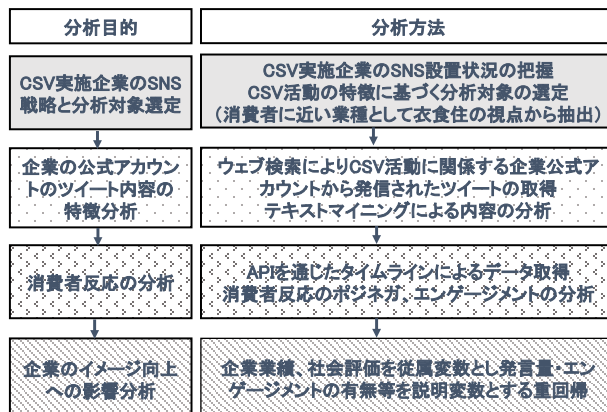 分析目的
分析方法
CSV実施企業のSNS
戦略と分析対象選定
CSV実施企業のSNS設置状況の把握
CSV活動の特徴に基づく分析対象の選定
(消費者に近い業種として衣食住の視点から抽出)
企業の公式アカウン
トのツイート内容の
特徴分析
ウェブ検索によりCSV活動に関係する企業公式ア
カウントから発信されたツイートの取得
テキストマイニングによる内容の分析
消費者反応の分析
APIを通じたタイムラインによるデータ取得
消費者反応のポジネガ、エンゲージメントの分析
企業のイメージ向上
への影響分析
企業業績、社会評価を従属変数とし発言量・エン
ゲージメントの有無等を説明変数とする重回帰